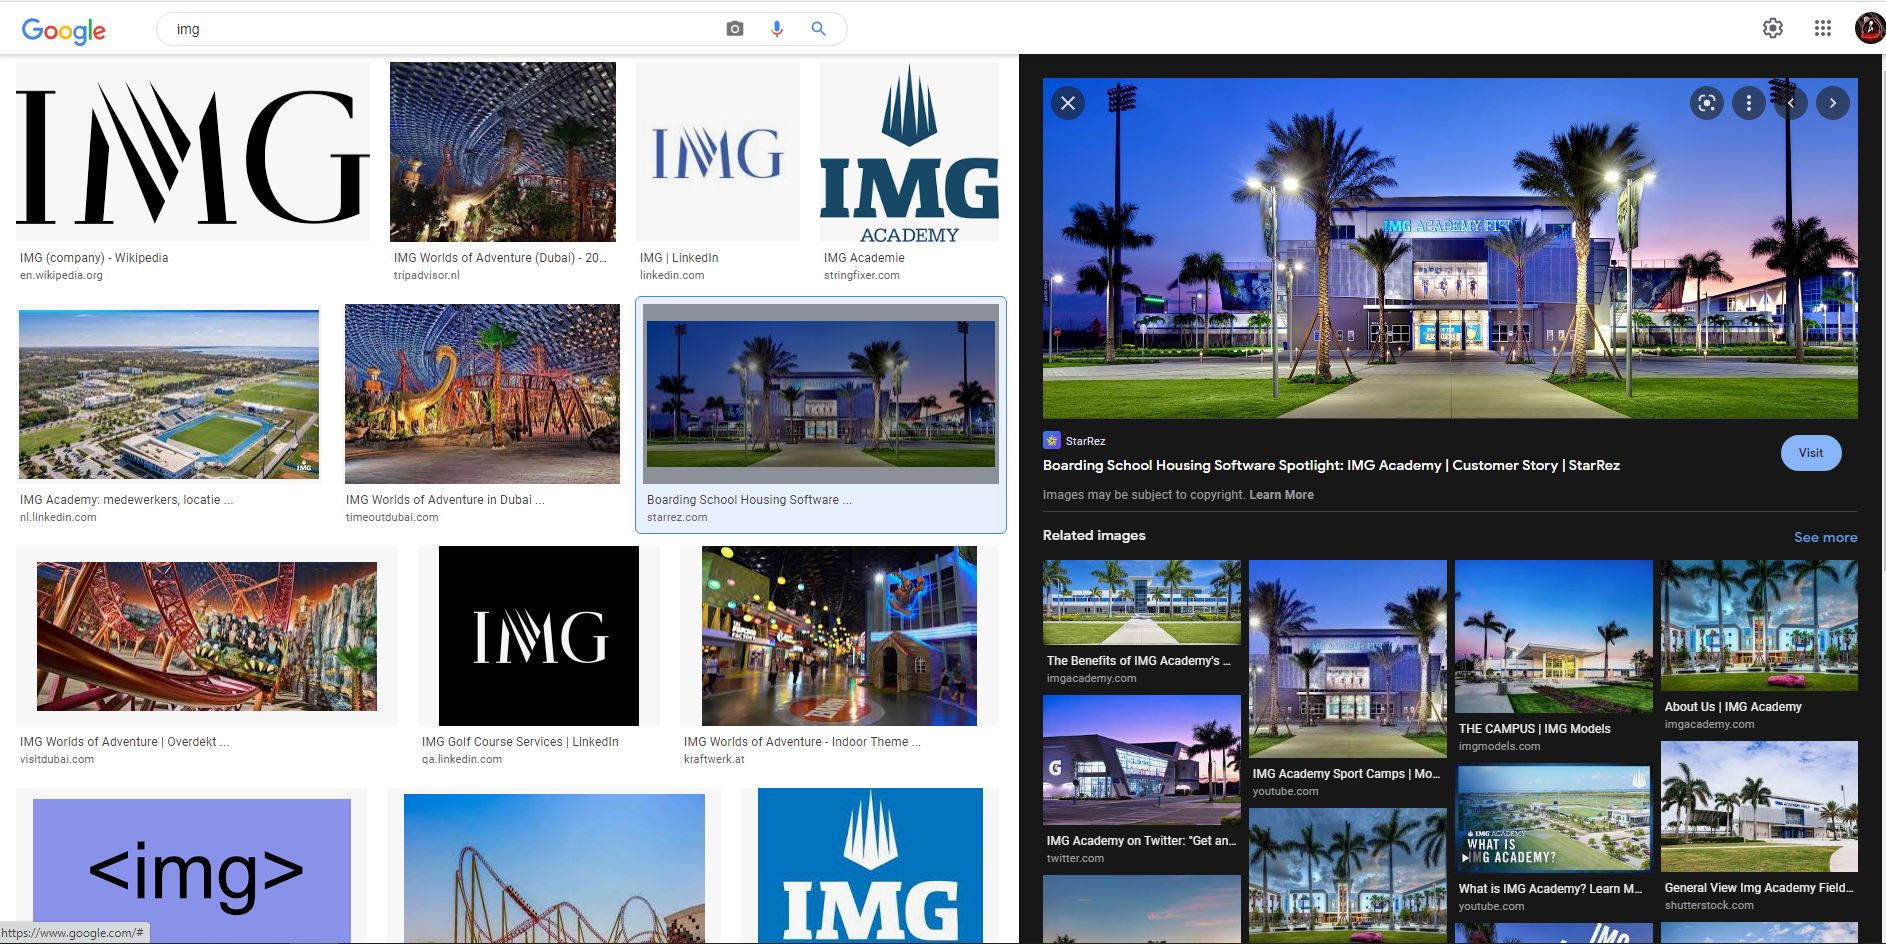 Google
img
IMG
IMG (company) - Wikipedia
en.wikipedia.org
IMG Worlds of Adventure (Dubai) - 20...
tripadvisor.nl
IMG
IMG | LinkedIn
linkedin.com
IMG
ACADEMY
IMG Academie
stringfixer.com
IMG
IMG Academy: medewerkers, locatie ...
nl.linkedin.com
IMG Worlds of Adventure in Dubai ...
timeoutdubai.com
Boarding School Housing Software ...
starrez.com
IMG Worlds of Adventure | Overdekt ...
visitdubai.com
IMG
IMG Golf Course Services | LinkedIn
qa.linkedin.com
THE
POPCORN
FACTORY
IMG Worlds of Adventure - Indoor Theme ...
kraftwerk.at
<img>
IMG
https://www.google.com/#
IMG ACADEMY FIELD
StarRez
Boarding School Housing Software Spotlight: IMG Academy | Customer Story | StarRez
Visit
Images may be subject to copyright. Learn More
Related images
See more
The Benefits of IMG Academy's ...
imgacademy.com
G
IMG Academy on Twitter: "Get an...
twitter.com
IMG Academy Sport Camps | Mo...
youtube.com
THE CAMPUS | IMG Models
imgmodels.com
IMG ACADEMY
WHAT IS
IMG ACADEMY?
What is IMG Academy? Learn M...
youtube.com
IMG
About Us | IMG Academy
imgacademy.com
IMG ACADEMY FIELD
General View Img Academy Field...
shutterstock.com